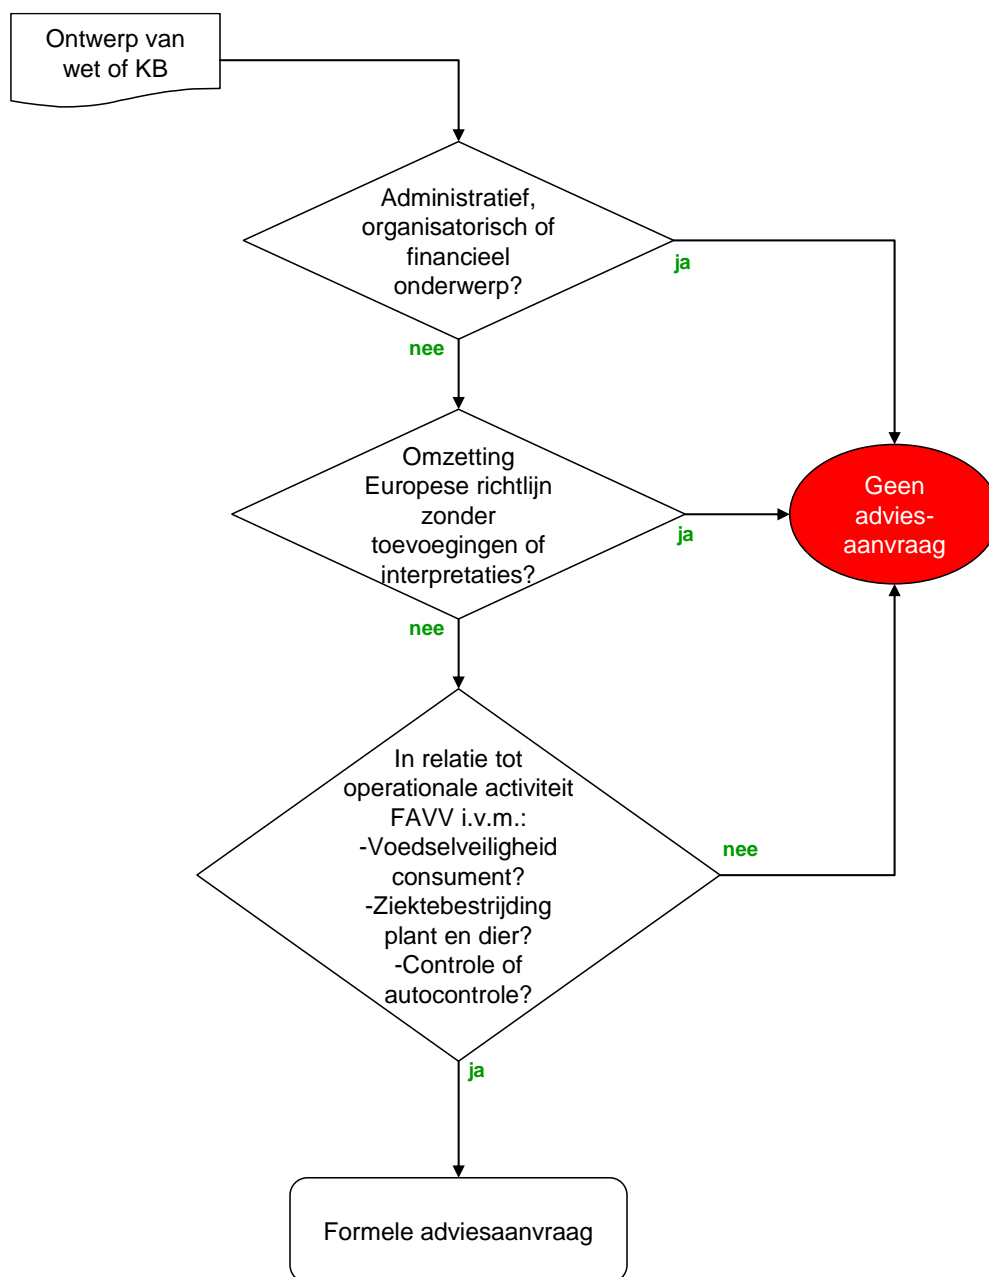 Ontwerp van
wet of KB
Administratief,
organisatorisch of
financieel
onderwerp?
ja
nee
Omzetting
Europese richtlijn
zonder
toevoegingen of
interpretaties?
ja
nee
Geen
advies-
aanvraag
In relatie tot
operationale activiteit
FAVV i.v.m.:
-Voedselveiligheid
consument?
-Ziektebestrijding
plant en dier?
-Controle of
autocontrole?
nee
ja
Formele adviesaanvraag